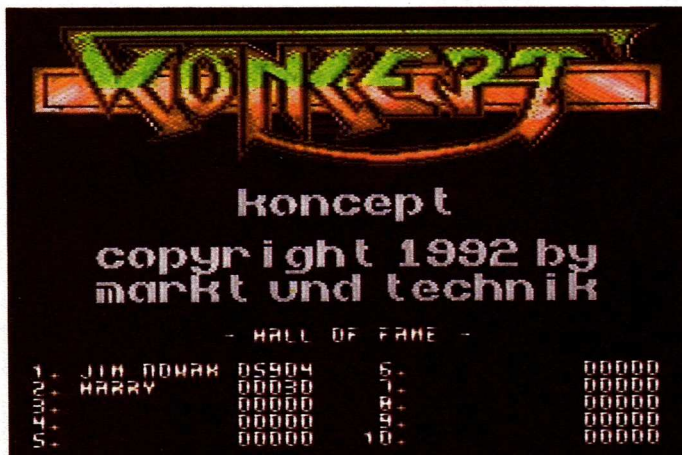 KONCEPT
koncept
copyright 1992 by
markt und technik
- HALL OF FAME -
1. JIM NOWAK 05904 6. 00000
2. HARRY 00030 7. 00000
3. 00000 8. 00000
4. 00000 9. 00000
5. 00000 10. 00000